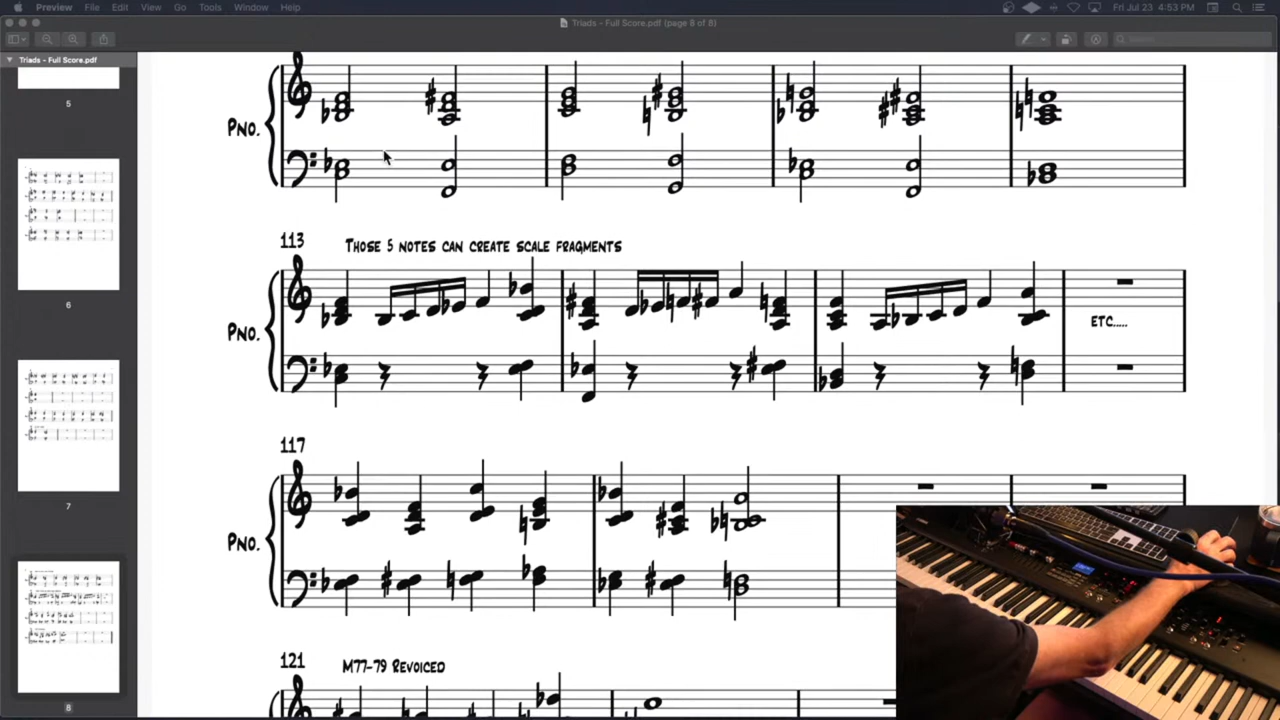 Preview File Edit View Go Tools Window Help
Fri Jul 23 4:53 PM
Triads - Full Score.pdf (page 8 of 8)
Search
Triads - Full Score.pdf
5
6
7
8
PNO.
113
THOSE 5 NOTES CAN CREATE SCALE FRAGMENTS
PNO.
ETC.....
117
PNO.
121
M77-79 REVOICED